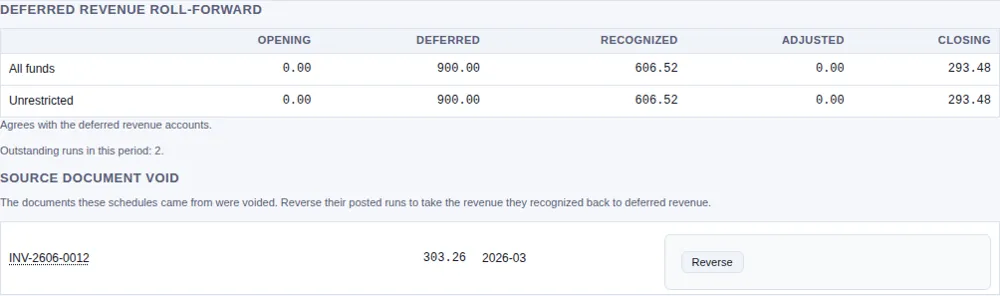 DEFERRED REVENUE ROLL-FORWARD
OPENING DEFERRED RECOGNIZED ADJUSTED CLOSING
All funds 0.00 900.00 606.52 0.00 293.48
Unrestricted 0.00 900.00 606.52 0.00 293.48
Agrees with the deferred revenue accounts.
Outstanding runs in this period: 2.
SOURCE DOCUMENT VOID
The documents these schedules came from were voided. Reverse their posted runs to take the revenue they recognized back to deferred revenue.
INV-2606-0012 303.26 2026-03 Reverse